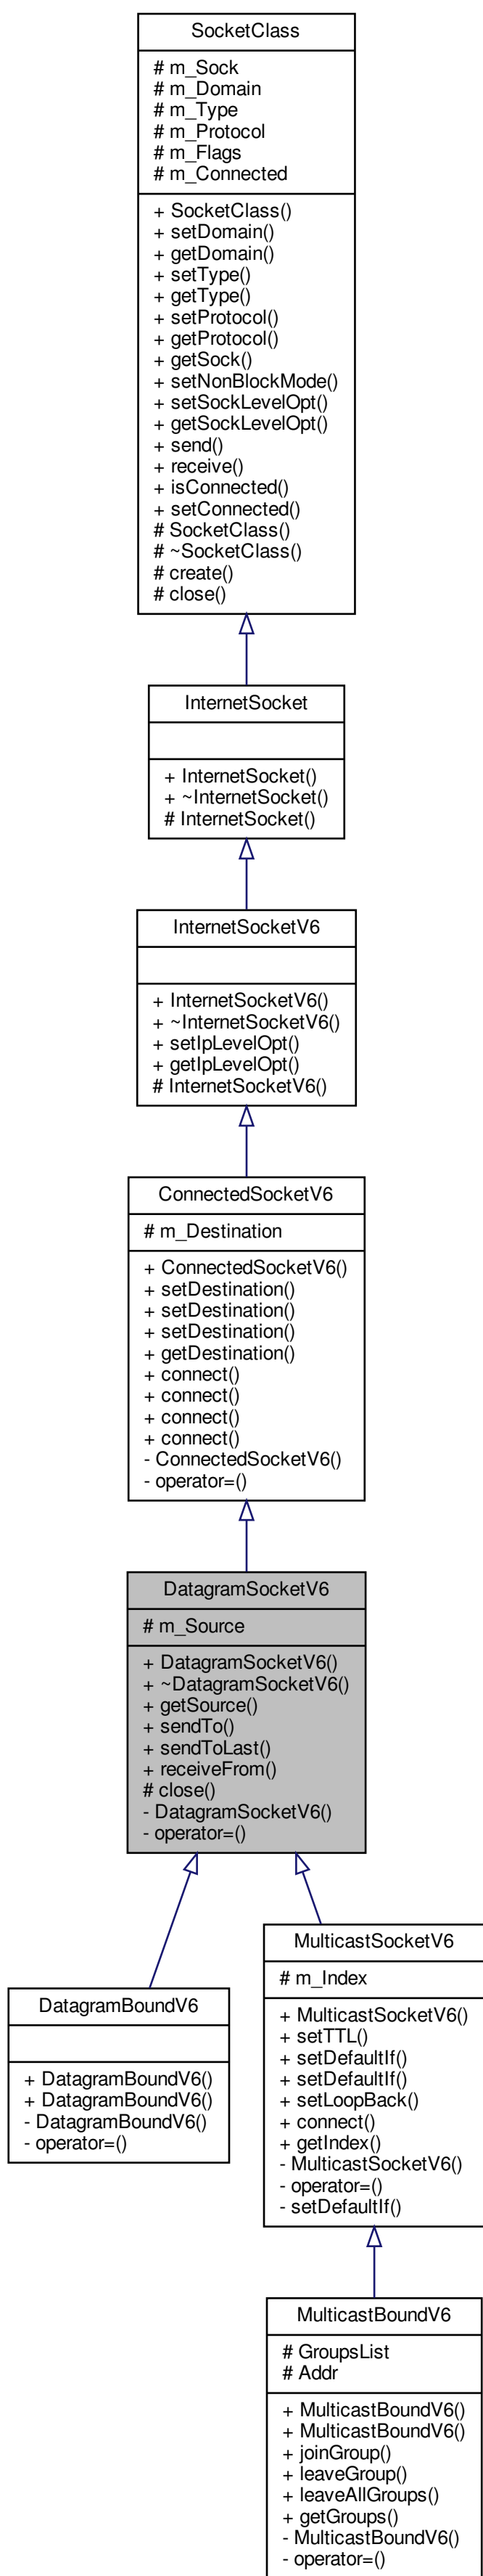 SocketClass
# m_Sock
# m_Domain
# m_Type
# m_Protocol
# m_Flags
# m_Connected
+ SocketClass()
+ setDomain()
+ getDomain()
+ setType()
+ getType()
+ setProtocol()
+ getProtocol()
+ getSock()
+ setNonBlockMode()
+ setSockLevelOpt()
+ getSockLevelOpt()
+ send()
+ receive()
+ isConnected()
+ setConnected()
# SocketClass()
# ~SocketClass()
# create()
# close()
InternetSocket
+ InternetSocket()
+ ~InternetSocket()
# InternetSocket()
InternetSocketV6
+ InternetSocketV6()
+ ~InternetSocketV6()
+ setIpLevelOpt()
+ getIpLevelOpt()
# InternetSocketV6()
ConnectedSocketV6
# m_Destination
+ ConnectedSocketV6()
+ setDestination()
+ setDestination()
+ setDestination()
+ getDestination()
+ connect()
+ connect()
+ connect()
+ connect()
- ConnectedSocketV6()
- operator=()
DatagramSocketV6
# m_Source
+ DatagramSocketV6()
+ ~DatagramSocketV6()
+ getSource()
+ sendTo()
+ sendToLast()
+ receiveFrom()
# close()
- DatagramSocketV6()
- operator=()
DatagramBoundV6
+ DatagramBoundV6()
+ DatagramBoundV6()
- DatagramBoundV6()
- operator=()
MulticastSocketV6
# m_Index
+ MulticastSocketV6()
+ setTTL()
+ setDefaultIf()
+ setDefaultIf()
+ setLoopBack()
+ connect()
+ getIndex()
- MulticastSocketV6()
- operator=()
- setDefaultIf()
MulticastBoundV6
# GroupsList
# Addr
+ MulticastBoundV6()
+ MulticastBoundV6()
+ joinGroup()
+ leaveGroup()
+ leaveAllGroups()
+ getGroups()
- MulticastBoundV6()
- operator=()